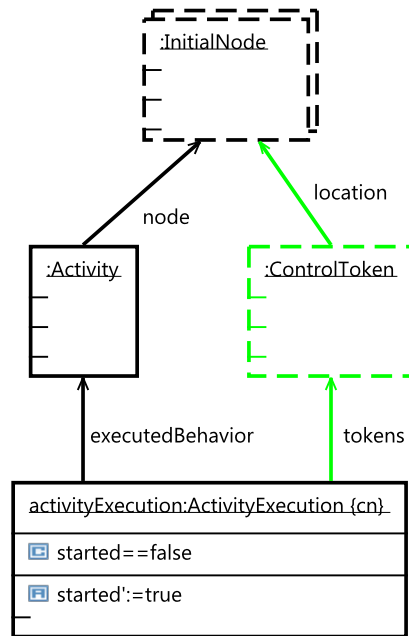 :InitialNode
location
node
:Activity
:ControlToken
executedBehavior
tokens
activityExecution:ActivityExecution {cn}
C started==false
A started':=true